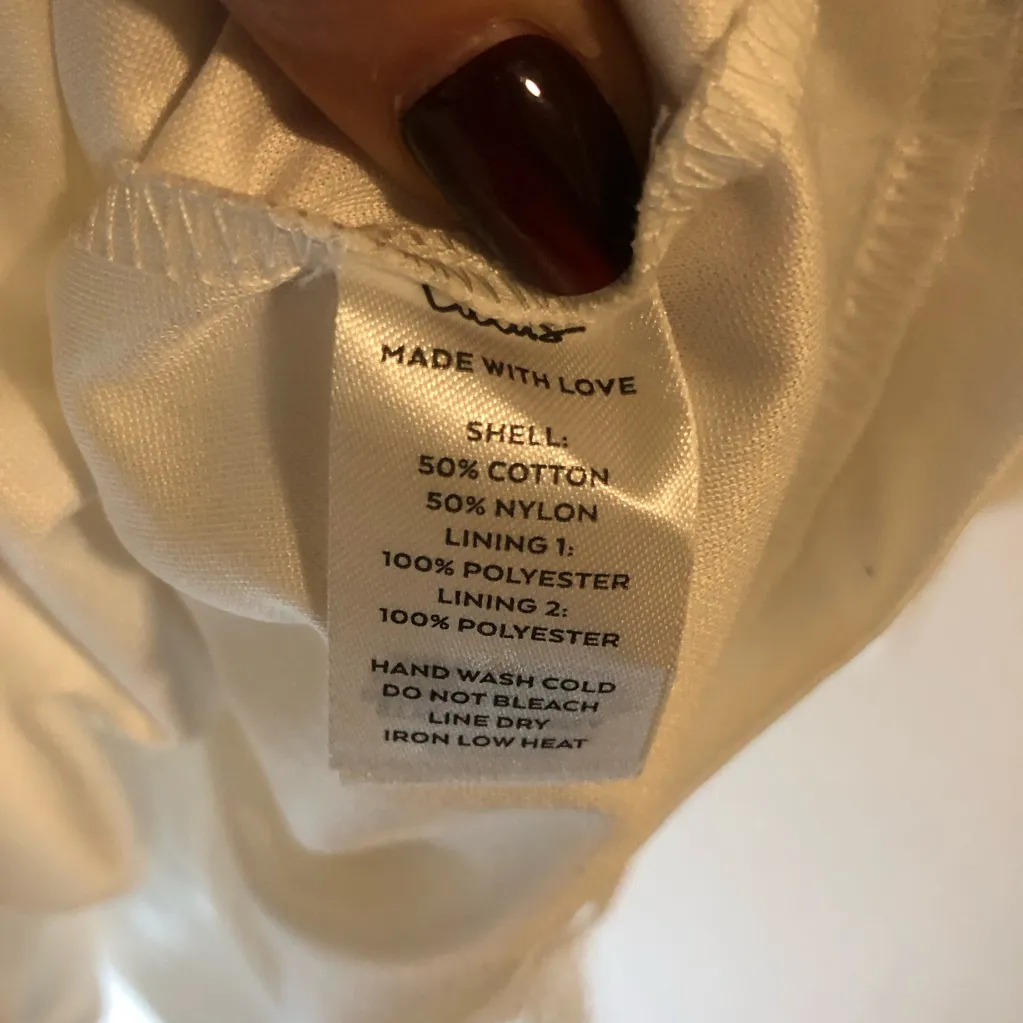 MADE WITH LOVE
SHELL:
50% COTTON
50% NYLON
LINING 1:
100% POLYESTER
LINING 2:
100% POLYESTER
HAND WASH COLD
DO NOT BLEACH
LINE DRY
IRON LOW HEAT